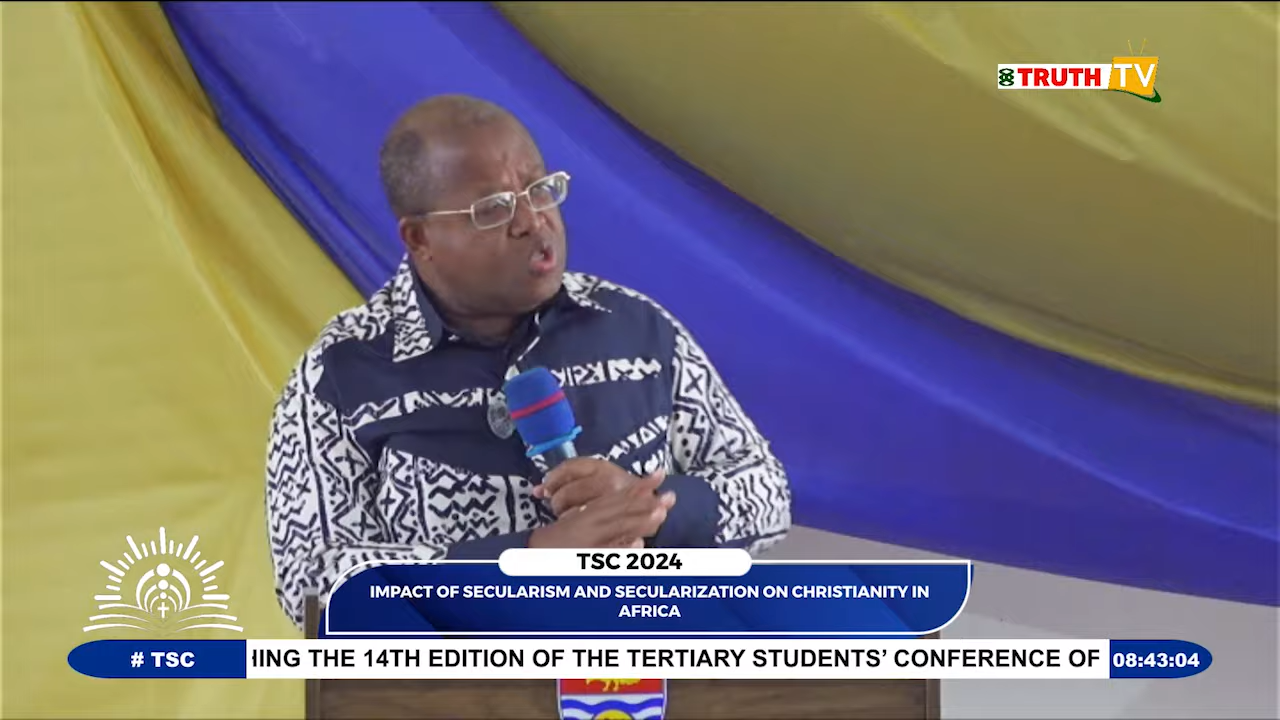 TRUTH TV
TSC 2024
IMPACT OF SECULARISM AND SECULARIZATION ON CHRISTIANITY IN
AFRICA
# TSC
HING THE 14TH EDITION OF THE TERTIARY STUDENTS' CONFERENCE OF
08:43:04